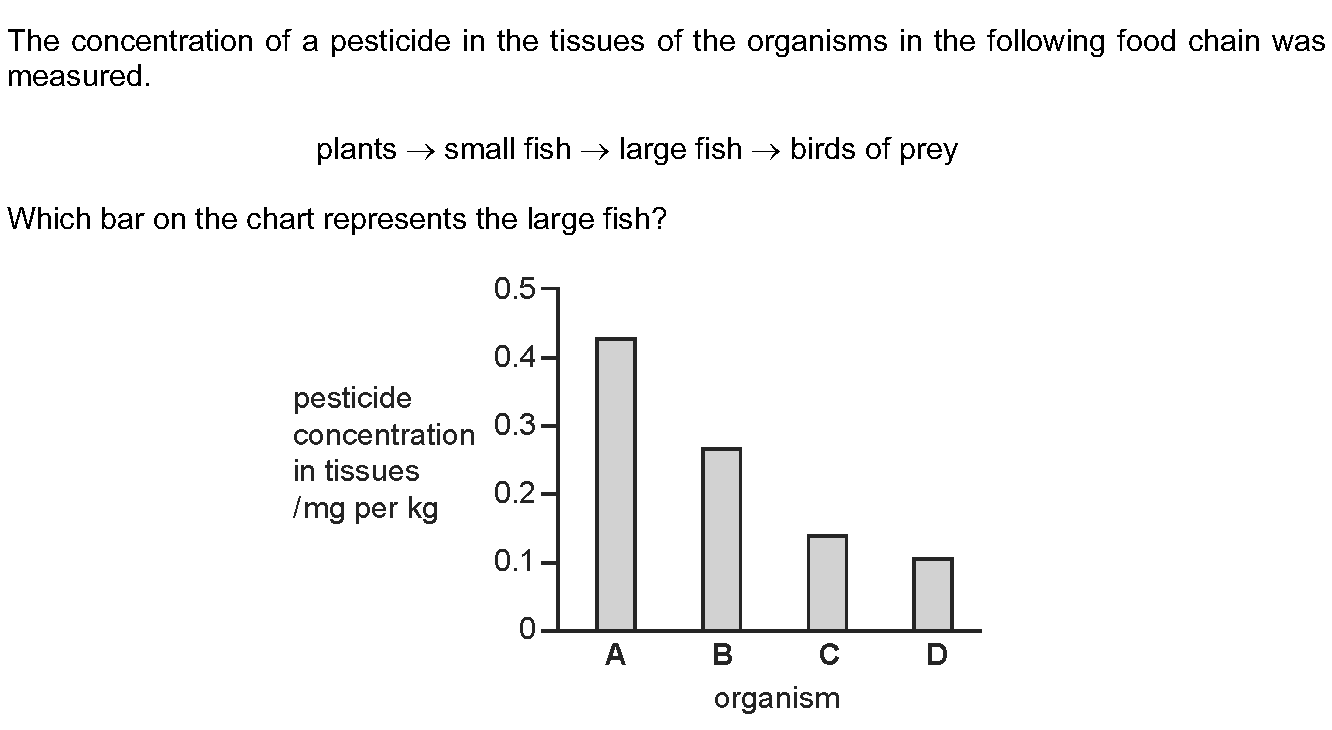 The concentration of a pesticide in the tissues of the organisms in the following food chain was
measured.
plants → small fish → large fish → birds of prey
Which bar on the chart represents the large fish?
0.5
0.4
0.3
0.2
0.1
0
pesticide
concentration
in tissues
/mg per kg
A B C D
organism